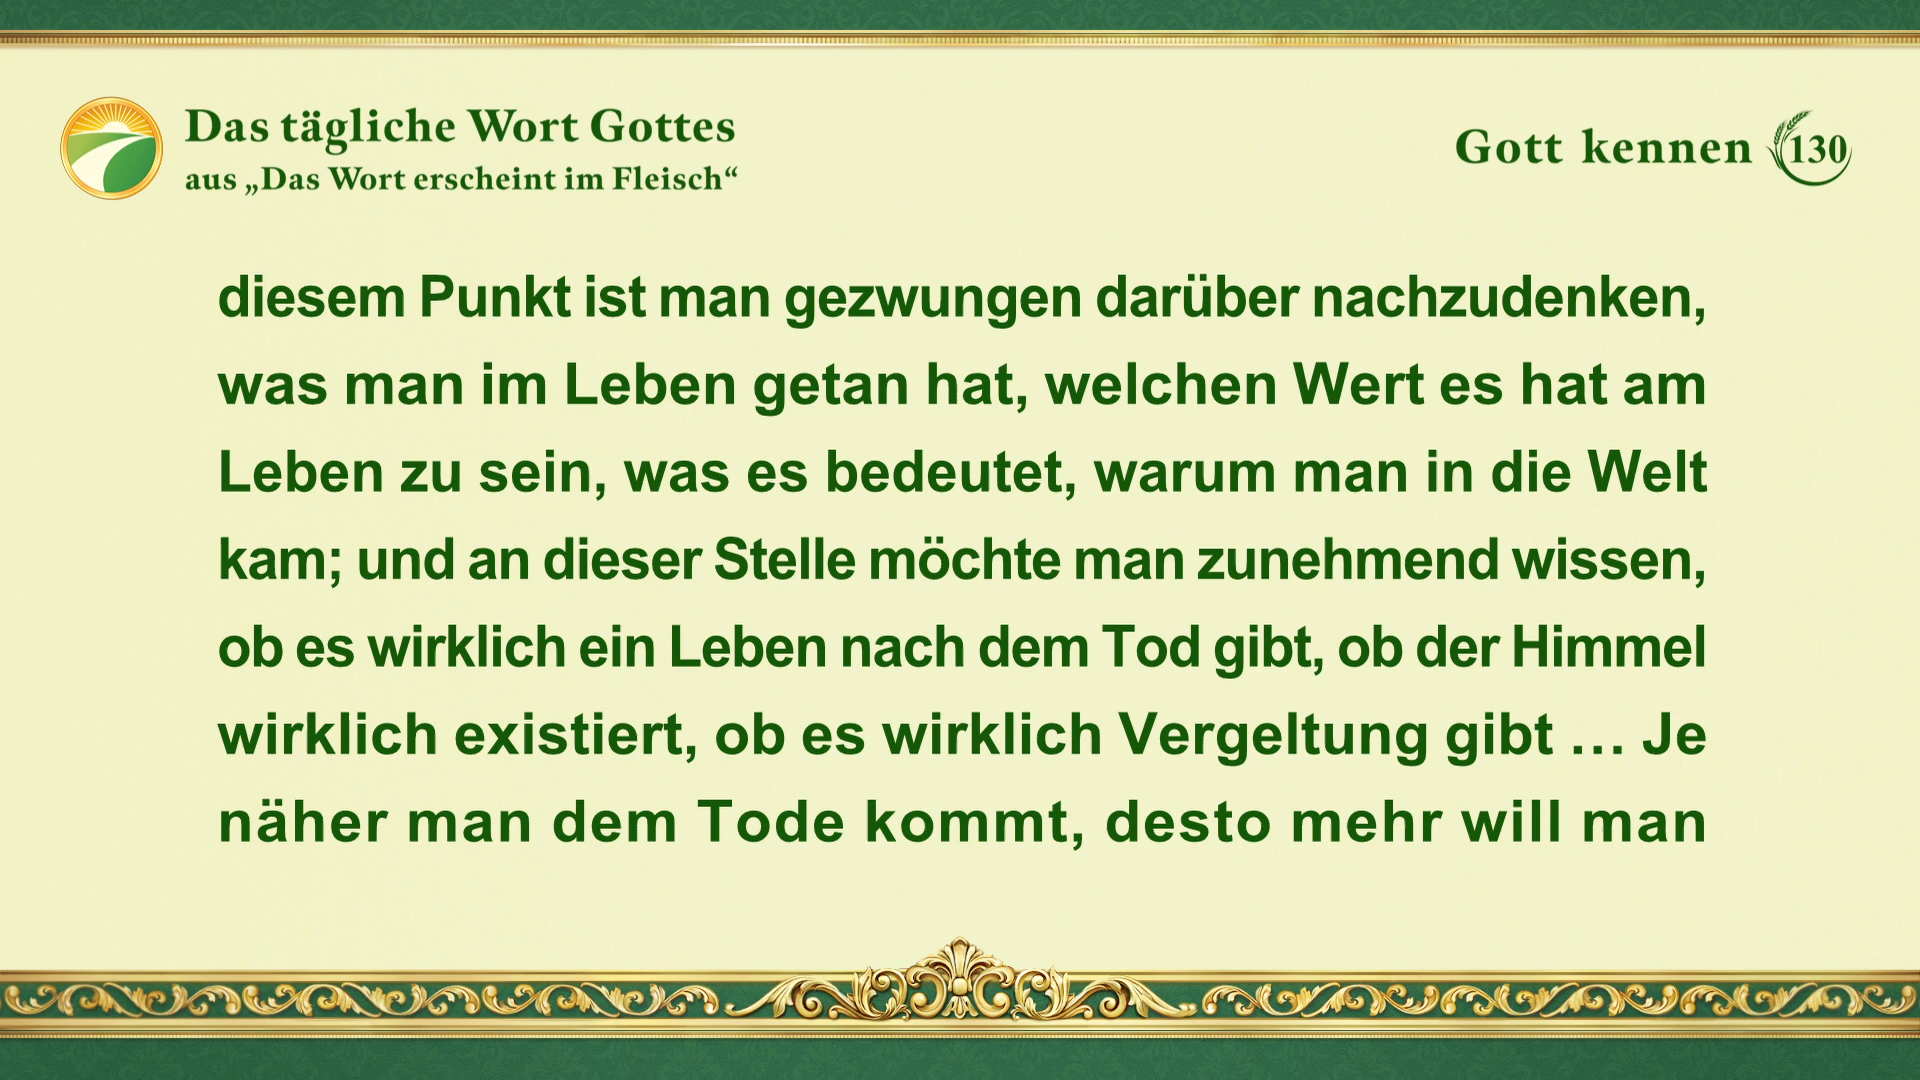 Das tägliche Wort Gottes
aus „Das Wort erscheint im Fleisch“
Gott kennen 130
diesem Punkt ist man gezwungen darüber nachzudenken,
was man im Leben getan hat, welchen Wert es hat am
Leben zu sein, was es bedeutet, warum man in die Welt
kam; und an dieser Stelle möchte man zunehmend wissen,
ob es wirklich ein Leben nach dem Tod gibt, ob der Himmel
wirklich existiert, ob es wirklich Vergeltung gibt … Je
näher man dem Tode kommt, desto mehr will man